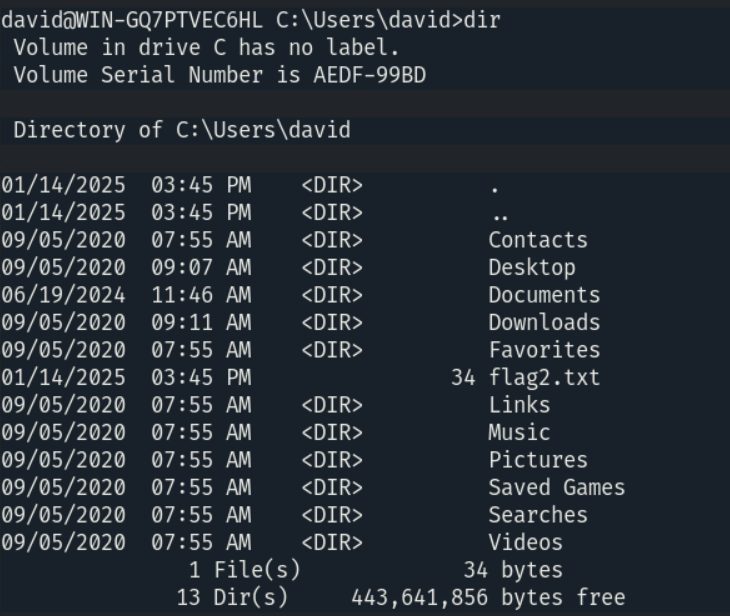 david@WIN-GQ7PTVEC6HL C:\Users\david>dir
 Volume in drive C has no label.
 Volume Serial Number is AEDF-99BD

 Directory of C:\Users\david

01/14/2025  03:45 PM    <DIR>          .
01/14/2025  03:45 PM    <DIR>          ..
09/05/2020  07:55 AM    <DIR>          Contacts
09/05/2020  09:07 AM    <DIR>          Desktop
06/19/2024  11:46 AM    <DIR>          Documents
09/05/2020  09:11 AM    <DIR>          Downloads
09/05/2020  07:55 AM    <DIR>          Favorites
01/14/2025  03:45 PM                34 flag2.txt
09/05/2020  07:55 AM    <DIR>          Links
09/05/2020  07:55 AM    <DIR>          Music
09/05/2020  07:55 AM    <DIR>          Pictures
09/05/2020  07:55 AM    <DIR>          Saved Games
09/05/2020  07:55 AM    <DIR>          Searches
09/05/2020  07:55 AM    <DIR>          Videos
               1 File(s)             34 bytes
              13 Dir(s)     443,641,856 bytes free